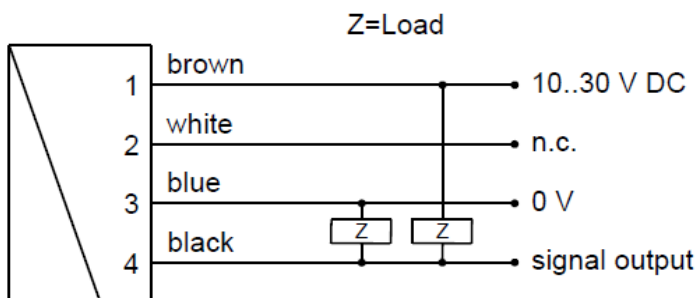 Z=Load
1 brown 10..30 V DC
2 white n.c.
3 blue 0 V
Z Z
4 black signal output